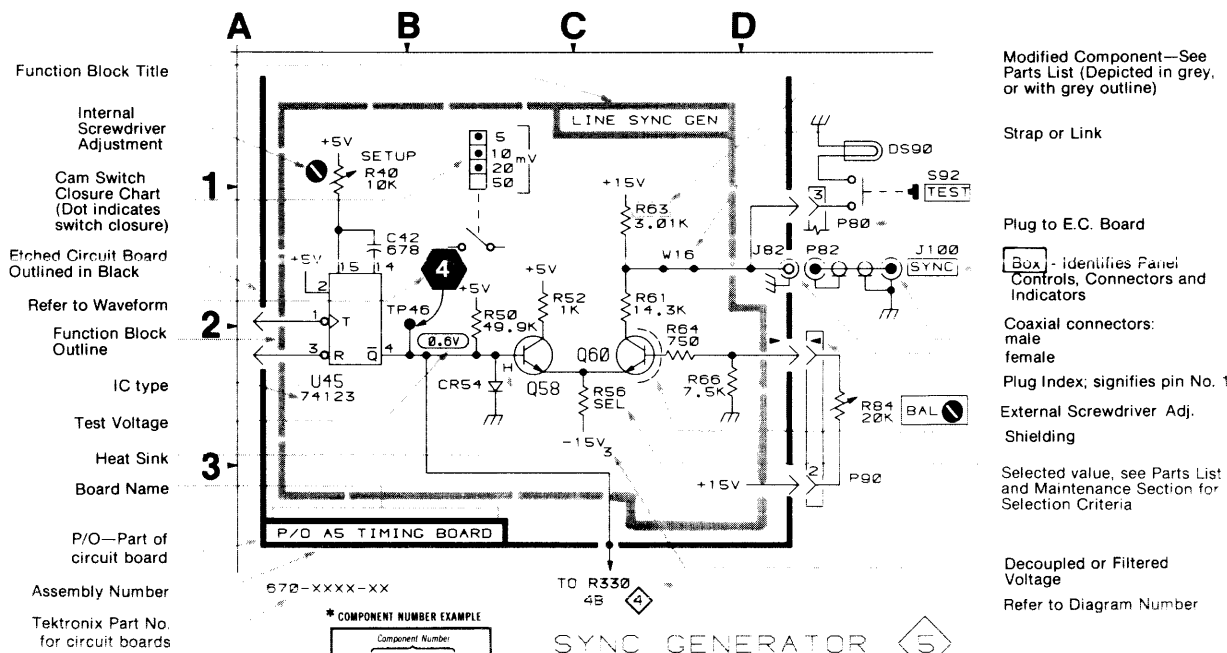 A B C D
Function Block Title
Internal
Screwdriver
Adjustment
Cam Switch
Closure Chart
(Dot indicates
switch closure)
Etched Circuit Board
Outlined in Black
Refer to Waveform
Function Block
Outline
IC type
Test Voltage
Heat Sink
Board Name
P/O—Part of
circuit board
Assembly Number
Tektronix Part No.
for circuit boards
1
2
3
LINE SYNC GEN
+5V
SETUP
R40
10K
5
10
20
50
mV
C42
678
+5V
15
14
2
1
T
3
R
Q
4
U45
74123
4
TP46
0.6V
+5V
R50
49.9K
CR54
H
+5V
R52
1K
Q58
Q60
R56
SEL
-15V
3
+15V
R63
3.01K
W16
R61
14.3K
R64
750
R66
7.5K
+15V
DS90
S92
TEST
3
P80
J82
P82
J100
SYNC
R84
20K
BAL
2
P90
P/O A5 TIMING BOARD
670-XXXX-XX
TO R330
4B
4
* COMPONENT NUMBER EXAMPLE
Component Number
SYNC GENERATOR
5
Modified Component—See
Parts List (Depicted in grey,
or with grey outline)
Strap or Link
Plug to E.C. Board
Box - Identifies Panel
Controls, Connectors and
Indicators
Coaxial connectors:
male
female
Plug Index; signifies pin No. 1
External Screwdriver Adj.
Shielding
Selected value, see Parts List
and Maintenance Section for
Selection Criteria
Decoupled or Filtered
Voltage
Refer to Diagram Number